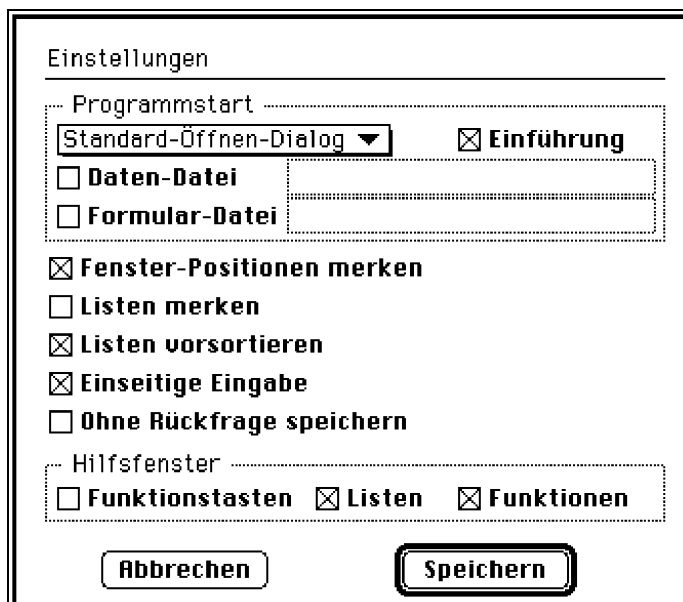 Einstellungen
Programmstart
Standard-Öffnen-Dialog Einführung
Daten-Datei
Formular-Datei
Fenster-Positionen merken
Listen merken
Listen vorsortieren
Einseitige Eingabe
Ohne Rückfrage speichern
Hilfsfenster
Funktionstasten Listen Funktionen
Abbrechen Speichern